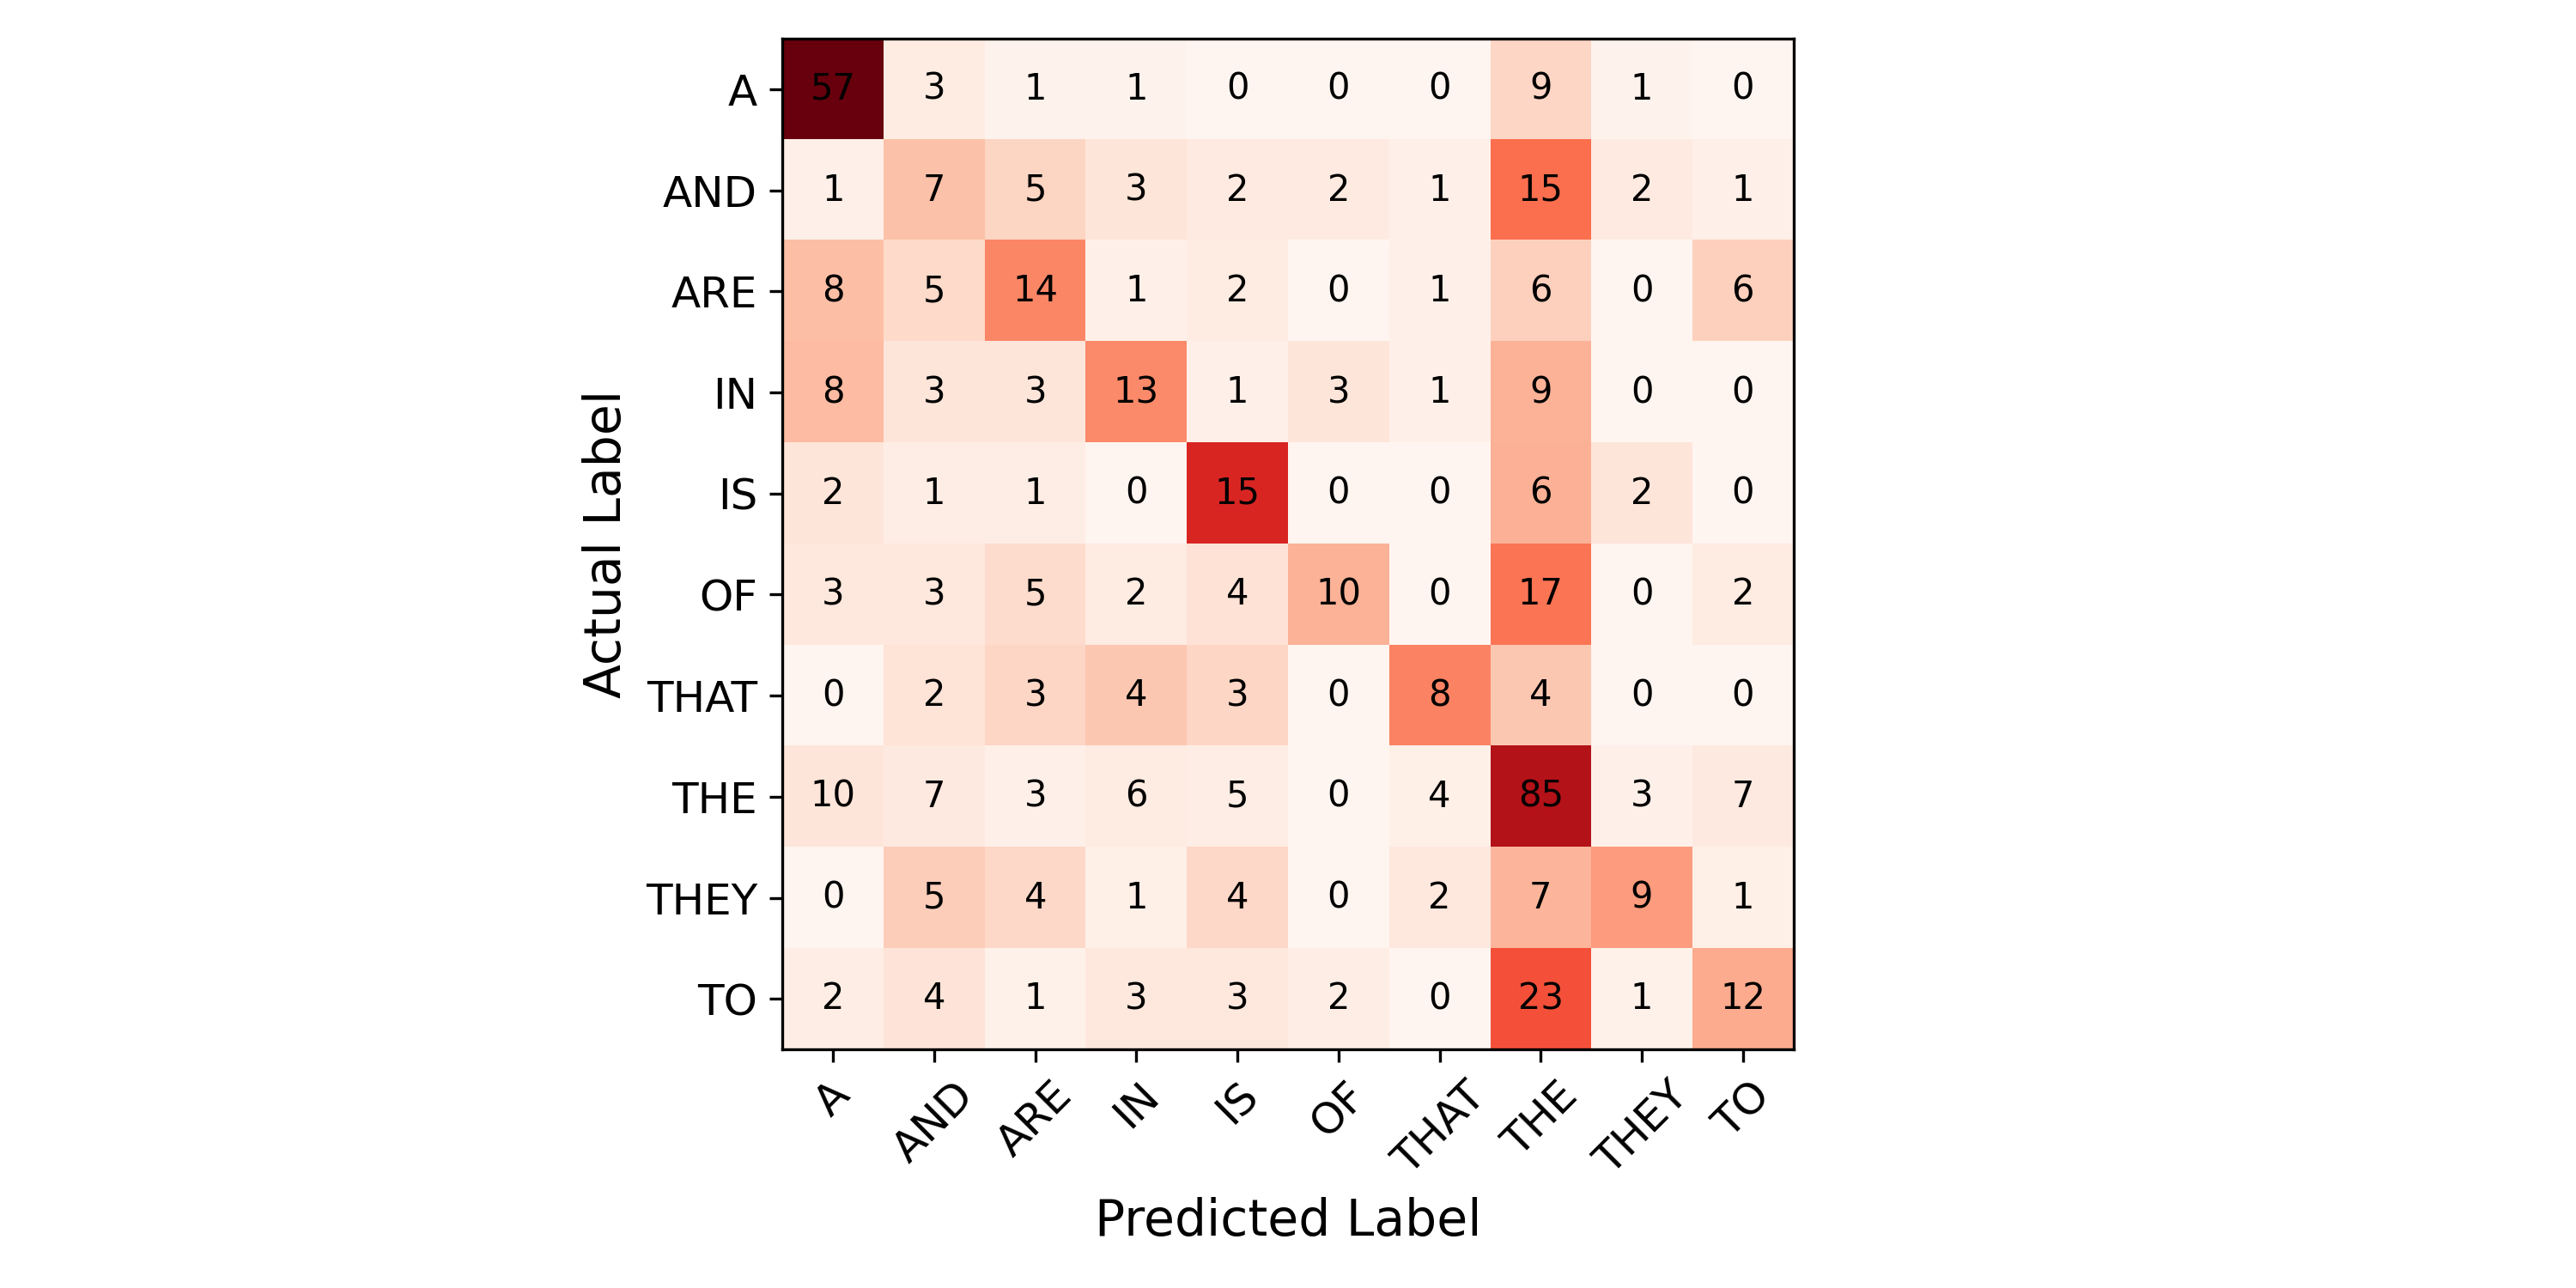 Actual Label
A 57 3 1 1 0 0 0 9 1 0
AND 1 7 5 3 2 2 1 15 2 1
ARE 8 5 14 1 2 0 1 6 0 6
IN 8 3 3 13 1 3 1 9 0 0
IS 2 1 1 0 15 0 0 6 2 0
OF 3 3 5 2 4 10 0 17 0 2
THAT 0 2 3 4 3 0 8 4 0 0
THE 10 7 3 6 5 0 4 85 3 7
THEY 0 5 4 1 4 0 2 7 9 1
TO 2 4 1 3 3 2 0 23 1 12
A AND ARE IN IS OF THAT THE THEY TO
Predicted Label